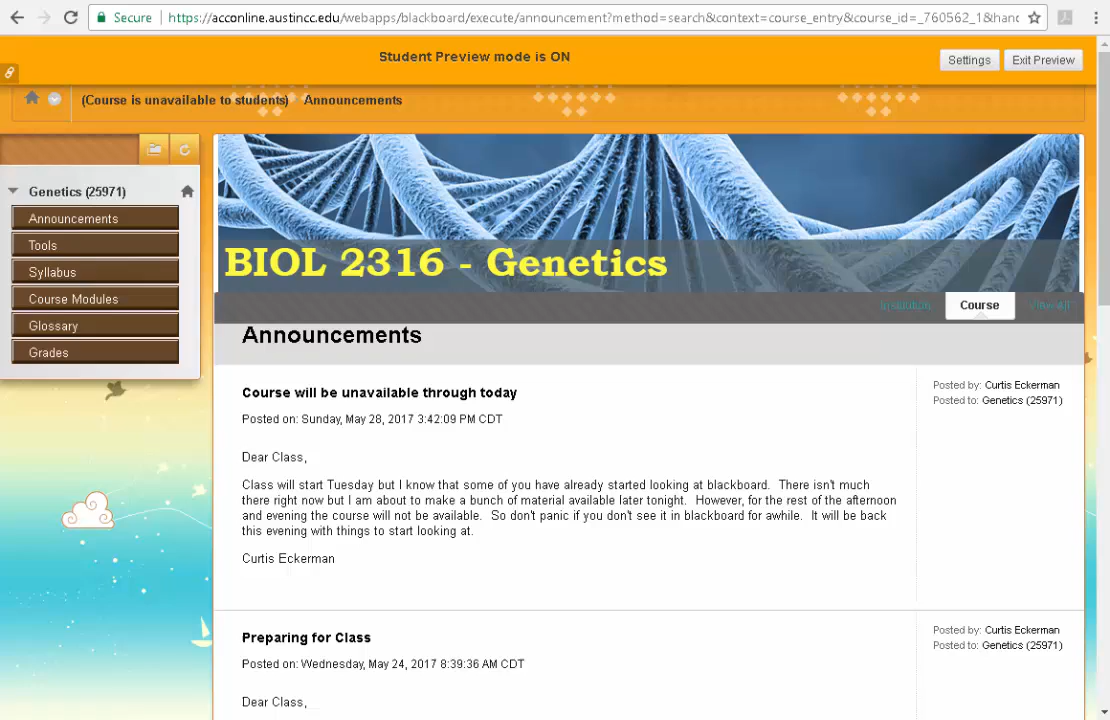 Secure
https://acconline.austincc.edu/webapps/blackboard/execute/announcement?method=search&context=course_entry&course_id=_760562_1&hanc
Student Preview mode is ON
Settings
Exit Preview
(Course is unavailable to students) Announcements
Genetics (25971)
Announcements
Tools
Syllabus
Course Modules
Glossary
Grades
BIOL 2316 - Genetics
Institution Course View All
Announcements
Course will be unavailable through today
Posted on: Sunday, May 28, 2017 3:42:09 PM CDT
Posted by: Curtis Eckerman
Posted to: Genetics (25971)
Dear Class,
Class will start Tuesday but I know that some of you have already started looking at blackboard. There isn't much
there right now but I am about to make a bunch of material available later tonight. However, for the rest of the afternoon
and evening the course will not be available. So don't panic if you don't see it in blackboard for awhile. It will be back
this evening with things to start looking at.
Curtis Eckerman
Preparing for Class
Posted on: Wednesday, May 24, 2017 8:39:36 AM CDT
Posted by: Curtis Eckerman
Posted to: Genetics (25971)
Dear Class,